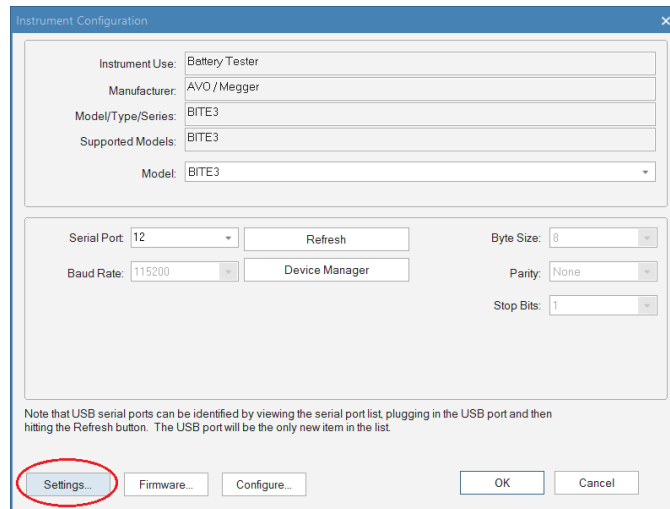 Instrument Configuration
Instrument Use: Battery Tester
Manufacturer: AVO / Megger
Model/Type/Series: BITE3
Supported Models: BITE3
Model: BITE3
Serial Port: 12 Refresh Byte Size: 8
Baud Rate: 115200 Device Manager Parity: None
Stop Bits: 1
Note that USB serial ports can be identified by viewing the serial port list, plugging in the USB port and then
hitting the Refresh button. The USB port will be the only new item in the list.
Settings... Firmware... Configure... OK Cancel